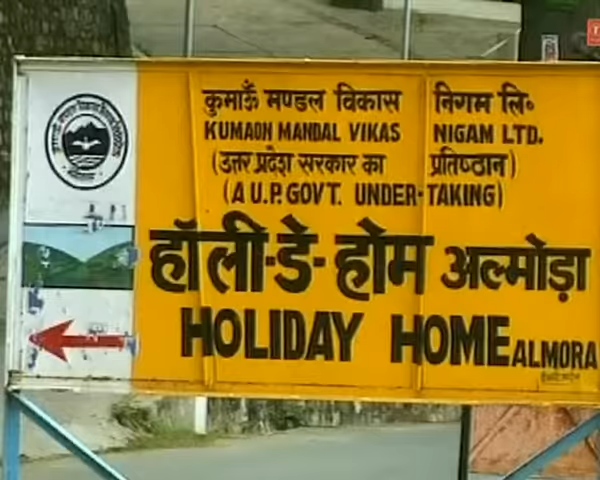 कुमाऊँ मण्डल विकास निगम लि॰
KUMAON MANDAL VIKAS NIGAM LTD.
(उत्तर प्रदेश सरकार का प्रतिष्ठान)
(A U.P. GOVT. UNDER-TAKING)
हॉली-डे-होम अल्मोड़ा
HOLIDAY HOME ALMORA